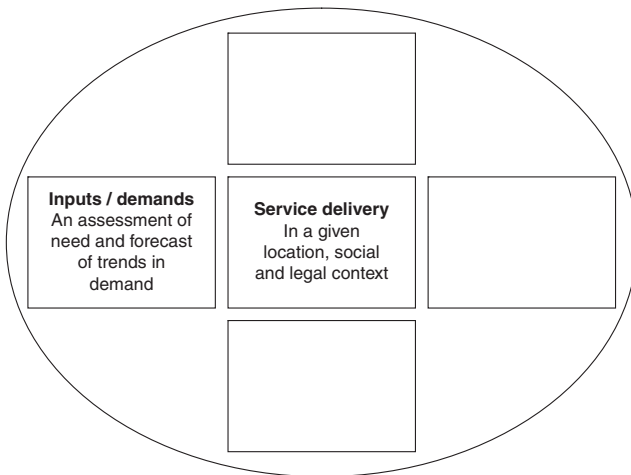 Inputs / demands
An assessment of
need and forecast
of trends in
demand
Service delivery
In a given
location, social
and legal context